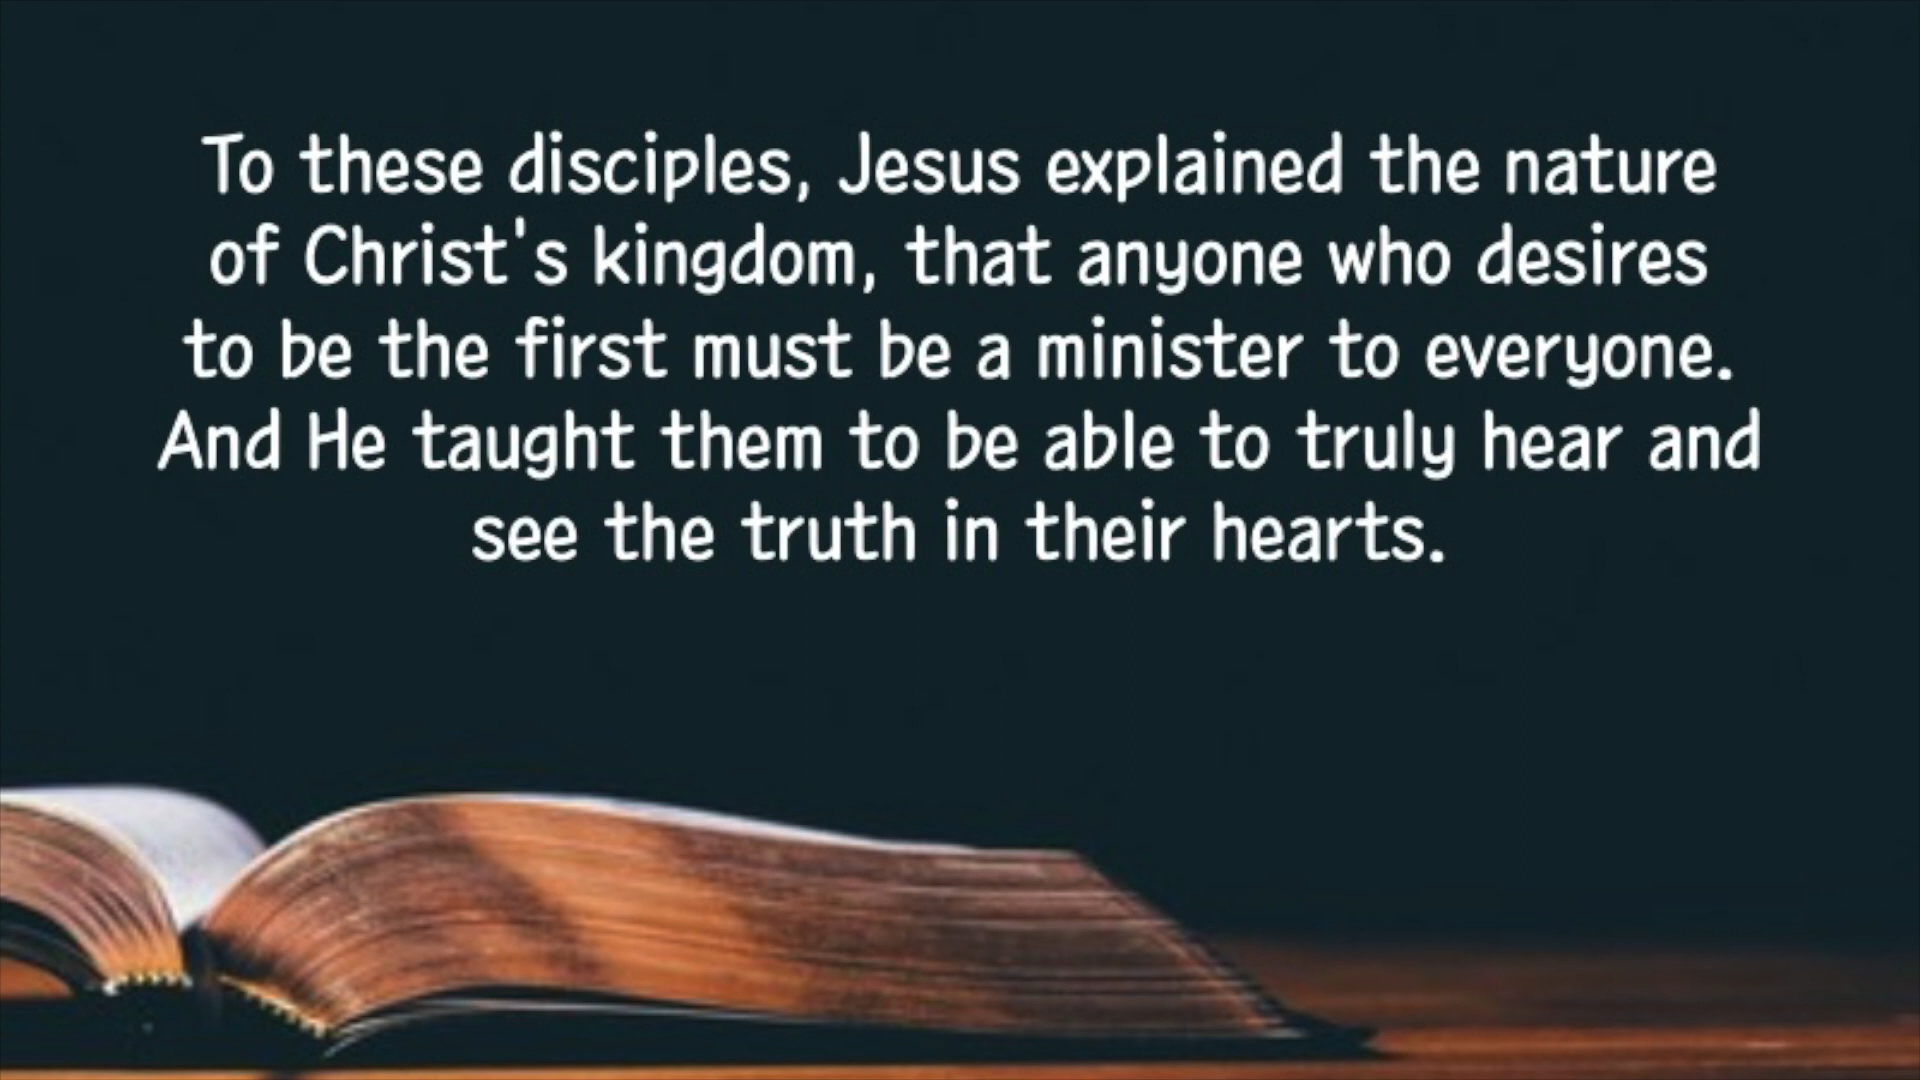 To these disciples, Jesus explained the nature
of Christ's kingdom, that anyone who desires
to be the first must be a minister to everyone.
And He taught them to be able to truly hear and
see the truth in their hearts.